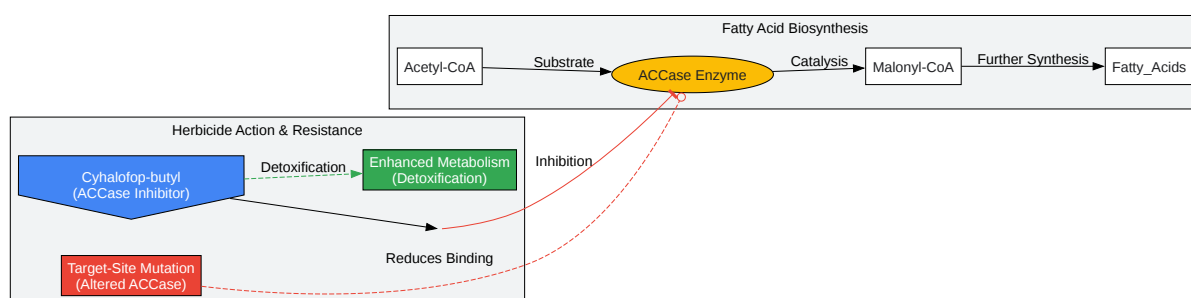 Fatty Acid Biosynthesis
Acetyl-CoA
Substrate
ACCase Enzyme
Catalysis
Malonyl-CoA
Further Synthesis
Fatty_Acids
Herbicide Action & Resistance
Cyhalofop-butyl
(ACCase Inhibitor)
Detoxification
Enhanced Metabolism
(Detoxification)
Inhibition
Reduces Binding
Target-Site Mutation
(Altered ACCase)